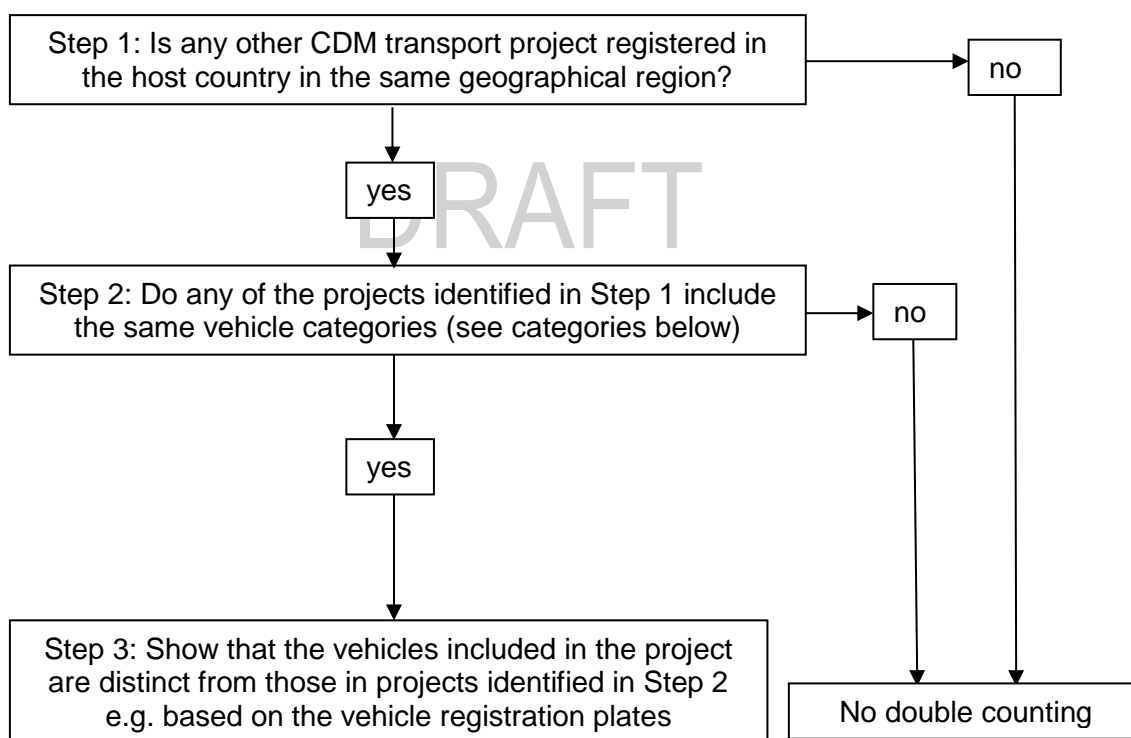 Step 1: Is any other CDM transport project registered in
the host country in the same geographical region?
no
yes
DRAFT
Step 2: Do any of the projects identified in Step 1 include
the same vehicle categories (see categories below)
no
yes
Step 3: Show that the vehicles included in the project
are distinct from those in projects identified in Step 2
e.g. based on the vehicle registration plates
No double counting